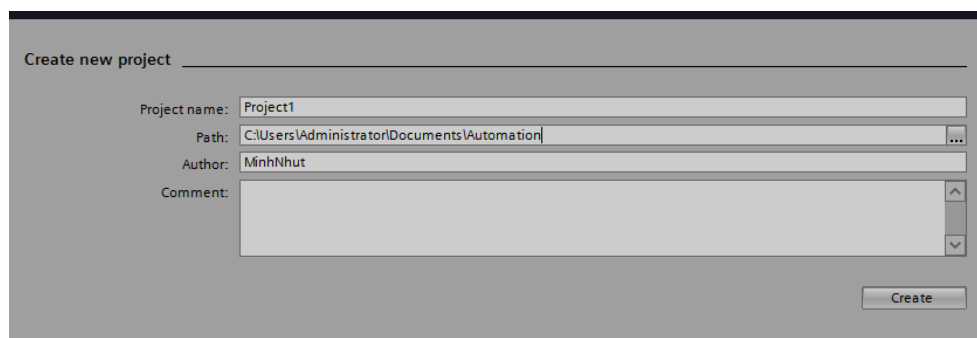 Create new project
Project name: Project1
Path: C:\Users\Administrator\Documents\Automation
...
Author: MinhNhut
Comment:
Create